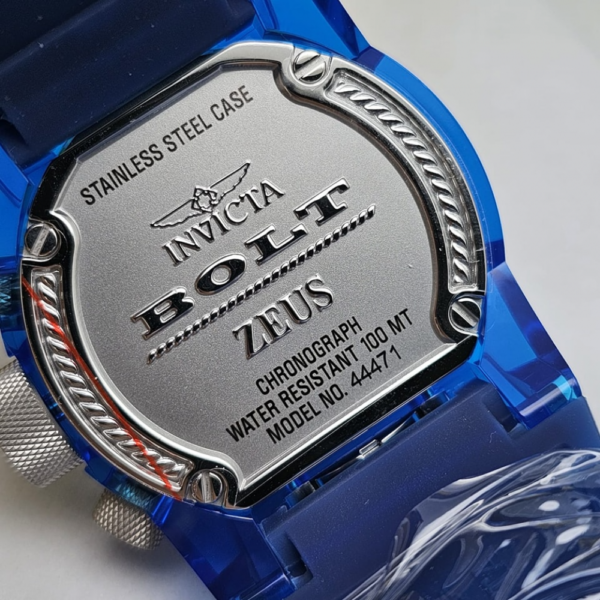 STAINLESS STEEL CASE
INVICTA
BOLT
ZEUS
CHRONOGRAPH
WATER RESISTANT 100 MT
MODEL NO. 44471